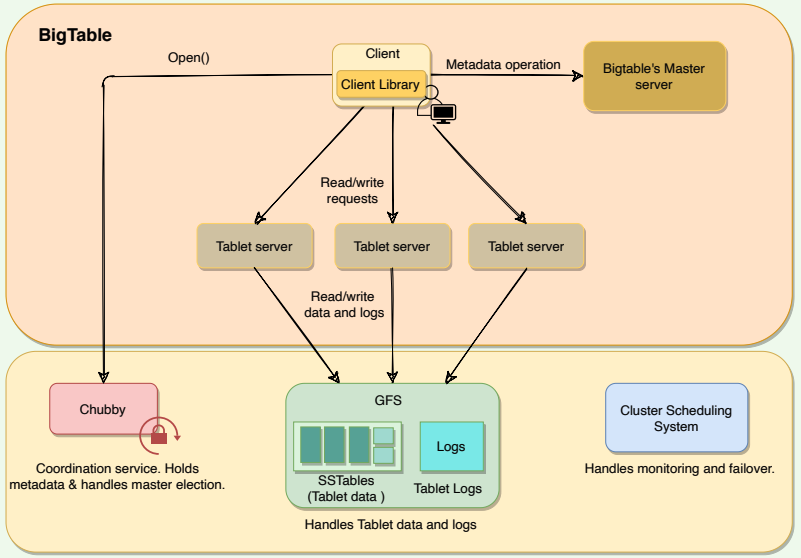 BigTable
Open()
Client
Client Library
Metadata operation
Bigtable's Master
server
Read/write
requests
Tablet server
Tablet server
Tablet server
Read/write
data and logs
Chubby
Coordination service. Holds
metadata & handles master election.
GFS
SSTables
(Tablet data )
Logs
Tablet Logs
Handles Tablet data and logs
Cluster Scheduling
System
Handles monitoring and failover.